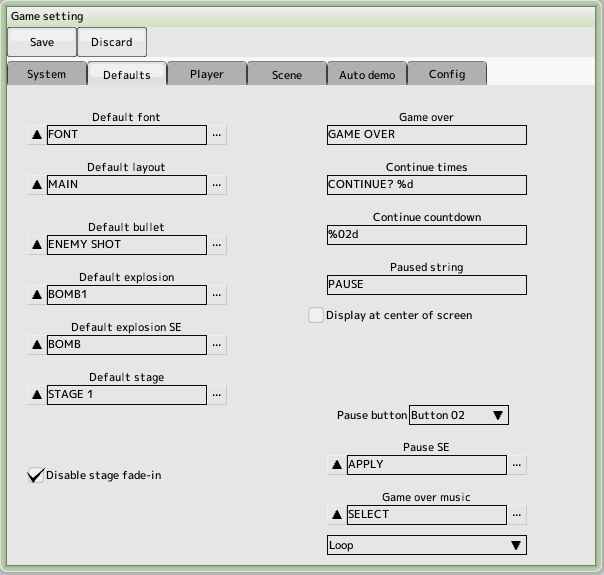 Game setting
Save Discard
System Defaults Player Scene Auto demo Config
Default font
FONT ...
Default layout
MAIN ...
Default bullet
ENEMY SHOT ...
Default explosion
BOMB1 ...
Default explosion SE
BOMB ...
Default stage
STAGE 1 ...
Disable stage fade-in
Game over
GAME OVER
Continue times
CONTINUE? %d
Continue countdown
%02d
Paused string
PAUSE
Display at center of screen
Pause button Button 02
Pause SE
APPLY ...
Game over music
SELECT ...
Loop